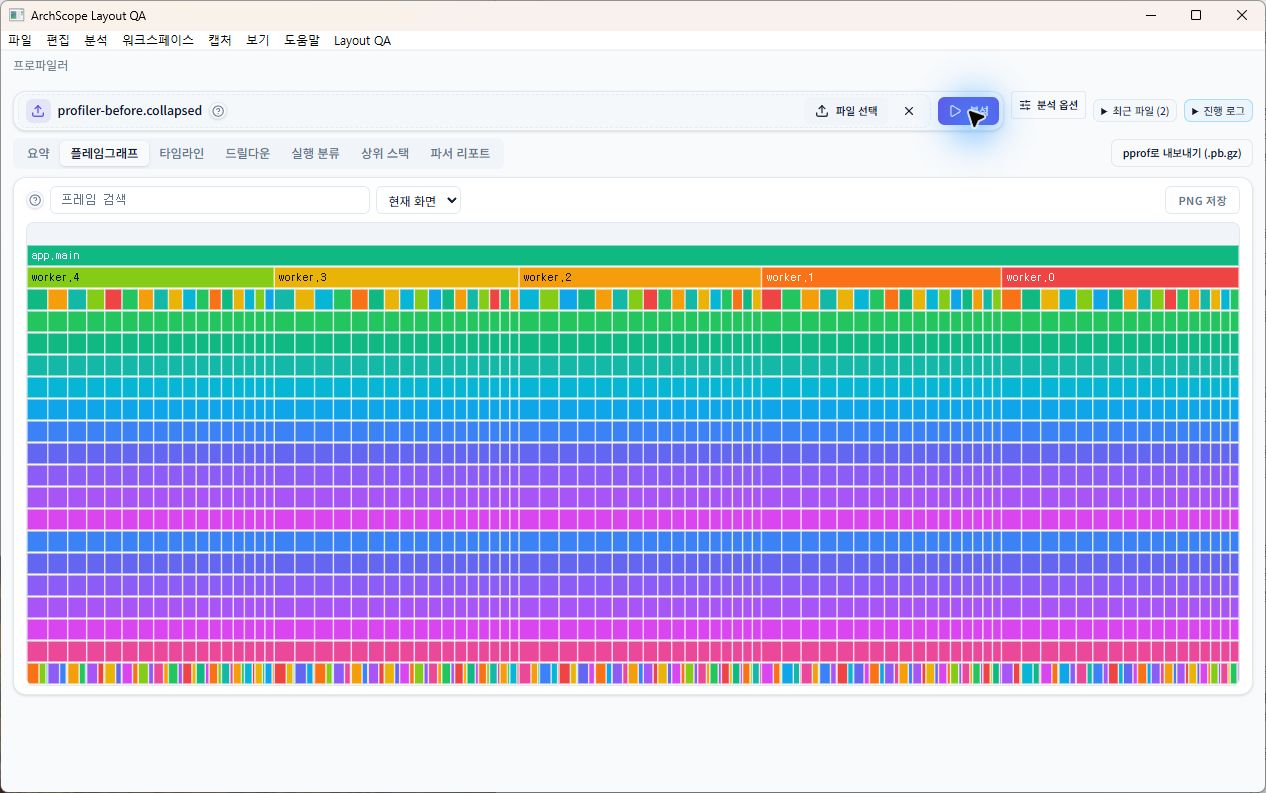 ArchScope Layout QA
파일 편집 분석 워크스페이스 캡처 보기 도움말 Layout QA
프로파일러
profiler-before.collapsed ? 파일 선택 분석 옵션 ▶ 최근 파일 (2) ▶ 진행 로그
요약 플레임그래프 타임라인 드릴다운 실행 분류 상위 스택 파서 리포트 pprof로 내보내기 (.pb.gz)
? 프레임 검색 현재 화면 PNG 저장
app.main
worker.4 worker.3 worker.2 worker.1 worker.0